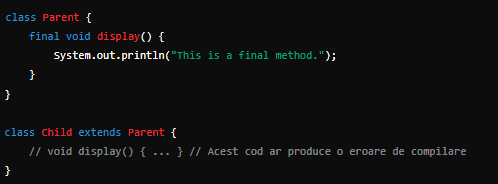 class Parent {
    final void display() {
        System.out.println("This is a final method.");
    }
}

class Child extends Parent {
    // void display() { ... } // Acest cod ar produce o eroare de compilare
}